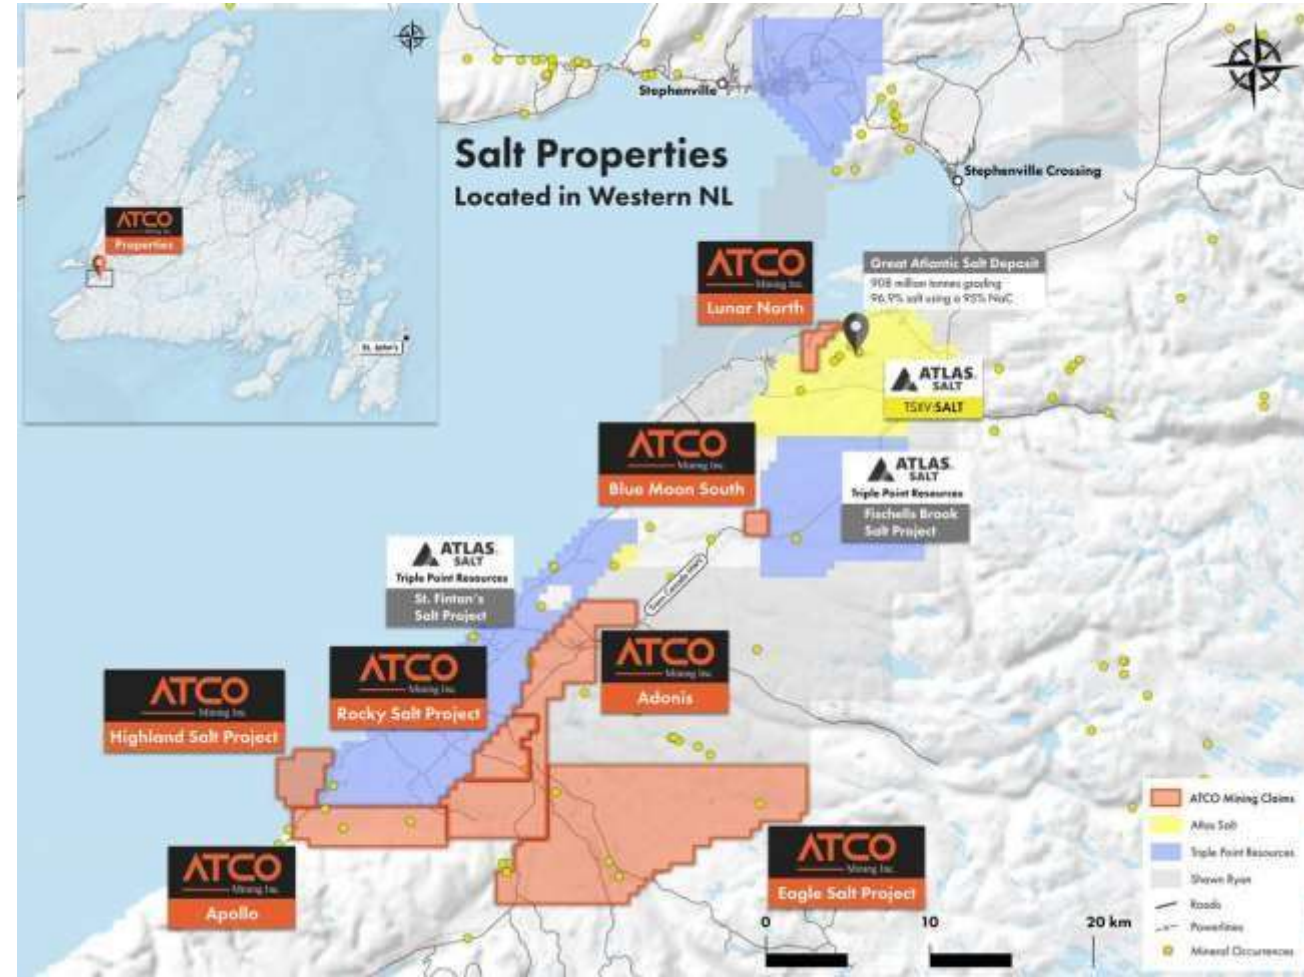 Stephenville
Salt Properties
Located in Western NL
Stephenville Crossing
ATCO
Mining Inc.
Properties
St. John's
ATCO
Mining Inc.
Lunar North
Great Atlantic Salt Deposit
908 million tonnes grading
96.9% salt using a 95% NaC
ATLAS
SALT
TSXV:SALT
ATCO
Mining Inc.
Blue Moon South
ATLAS
SALT
Triple Point Resources
Fischells Brook
Salt Project
ATLAS
SALT
Triple Point Resources
St. Fintan's
Salt Project
ATCO
Mining Inc.
Rocky Salt Project
ATCO
Mining Inc.
Adonis
ATCO
Mining Inc.
Highland Salt Project
ATCO
Mining Inc.
Apollo
ATCO
Mining Inc.
Eagle Salt Project
ATCO Mining Claims
Atlas Salt
Triple Point Resources
Shawn Ryan
Roads
Powerlines
Mineral Occurrences
0 10 20 km